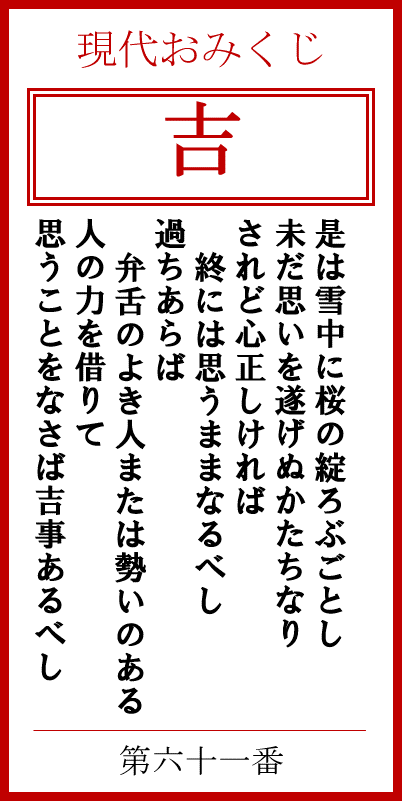 現代おみくじ
吉
是は雪中に桜の綻ろぶごとし
未だ思いを遂げぬかたちなり
されど心正しければ
終には思うままなるべし
過ちあらば
弁舌のよき人または勢いのある
人の力を借りて
思うことをなさば吉事あるべし
第六十一番